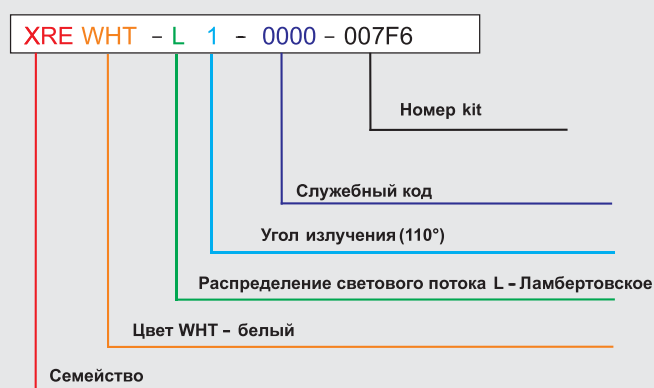 XRE WHT - L 1 - 0000 - 007F6
Номер kit
Служебный код
Угол излучения (110°)
Распределение светового потока L - Ламбертовское
Цвет WHT - белый
Семейство